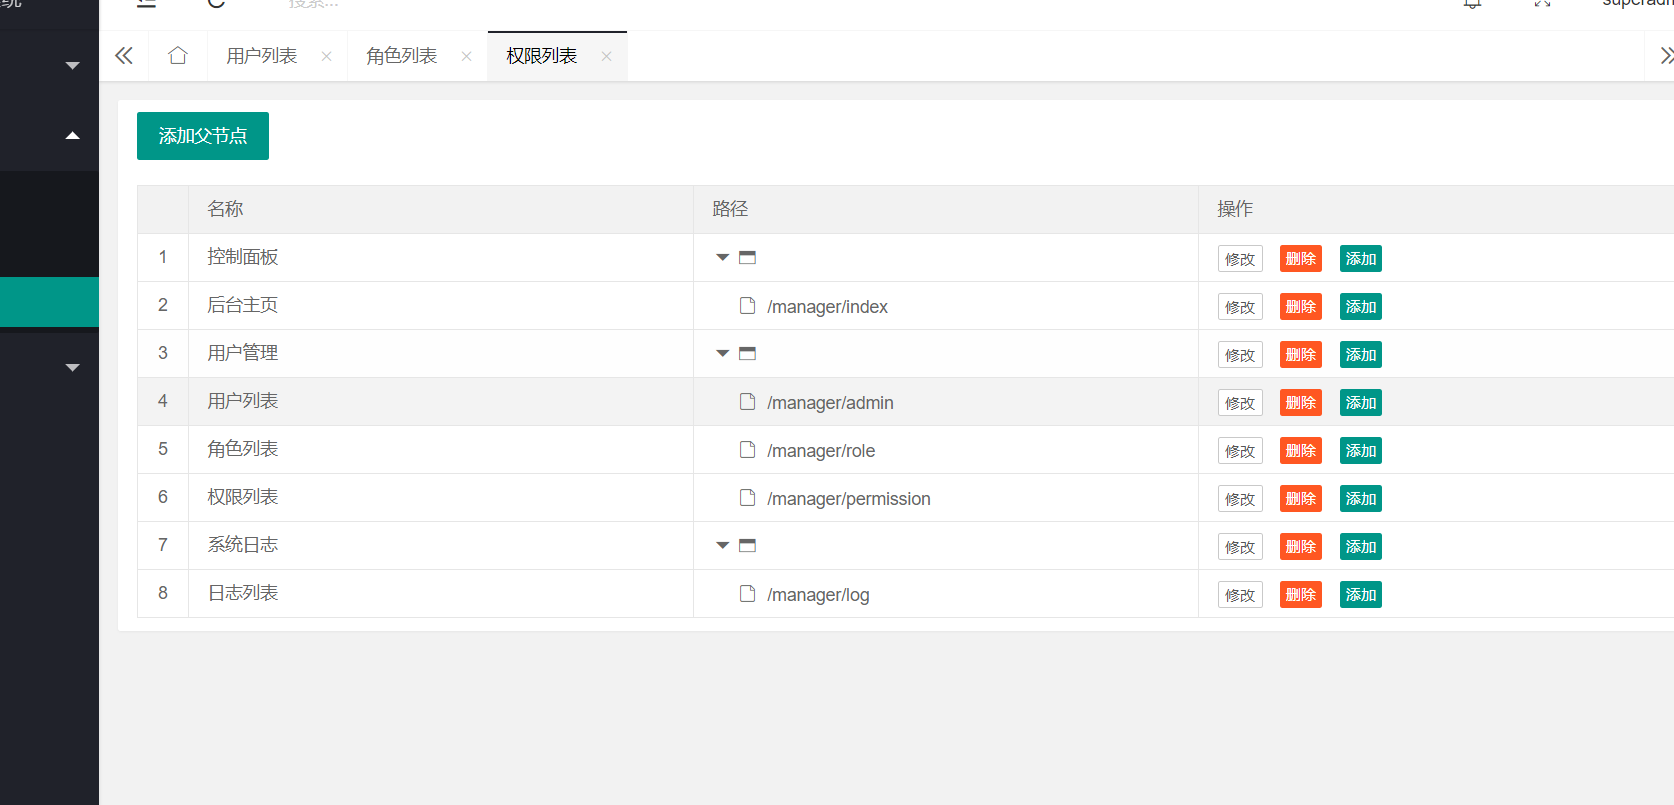 统
搜索...
用户列表
角色列表
权限列表
添加父节点
名称 路径 操作
1 控制面板 修改 删除 添加
2 后台主页 /manager/index 修改 删除 添加
3 用户管理 修改 删除 添加
4 用户列表 /manager/admin 修改 删除 添加
5 角色列表 /manager/role 修改 删除 添加
6 权限列表 /manager/permission 修改 删除 添加
7 系统日志 修改 删除 添加
8 日志列表 /manager/log 修改 删除 添加